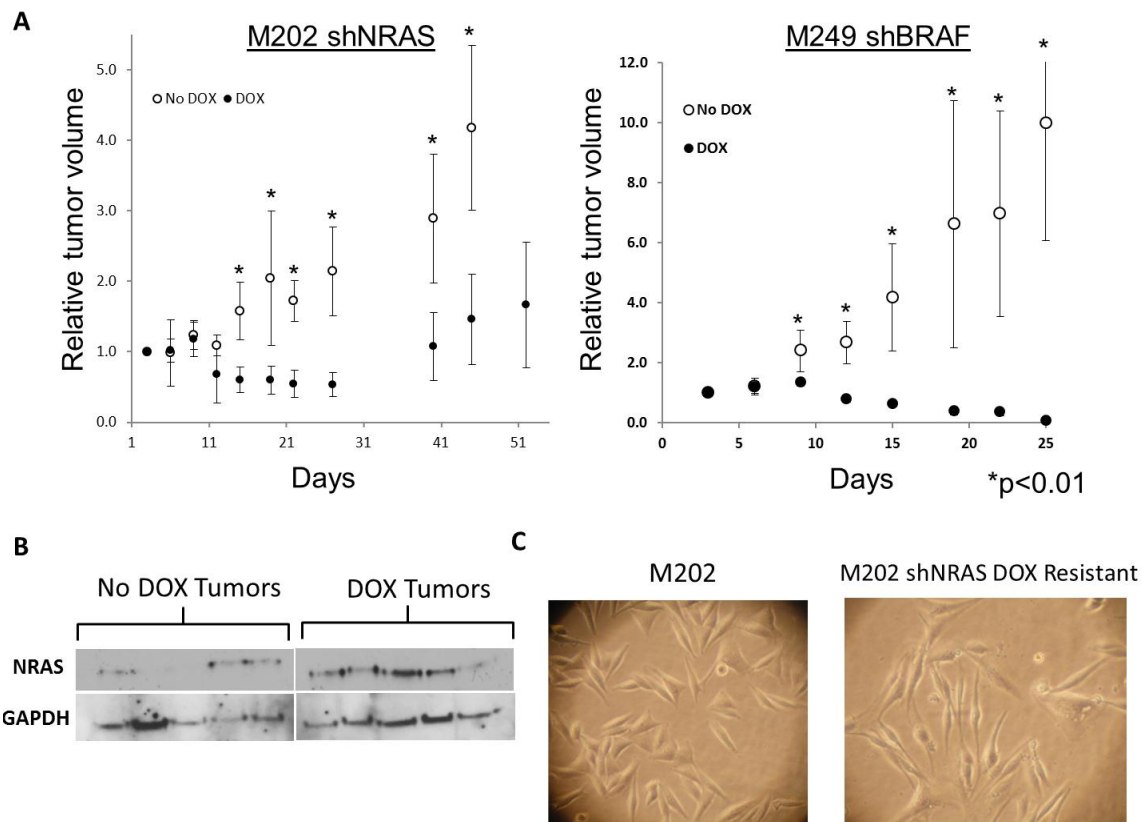 A
M202 shNRAS
No DOX DOX
Relative tumor volume
5.0
4.0
3.0
2.0
1.0
0.0
* * * * * *
1 11 21 31 41 51
Days
M249 shBRAF
No DOX
DOX
Relative tumor volume
12.0
10.0
8.0
6.0
4.0
2.0
0.0
* * * * * *
0 5 10 15 20 25
Days
*p<0.01
B
No DOX Tumors DOX Tumors
NRAS
GAPDH
C
M202
M202 shNRAS DOX Resistant